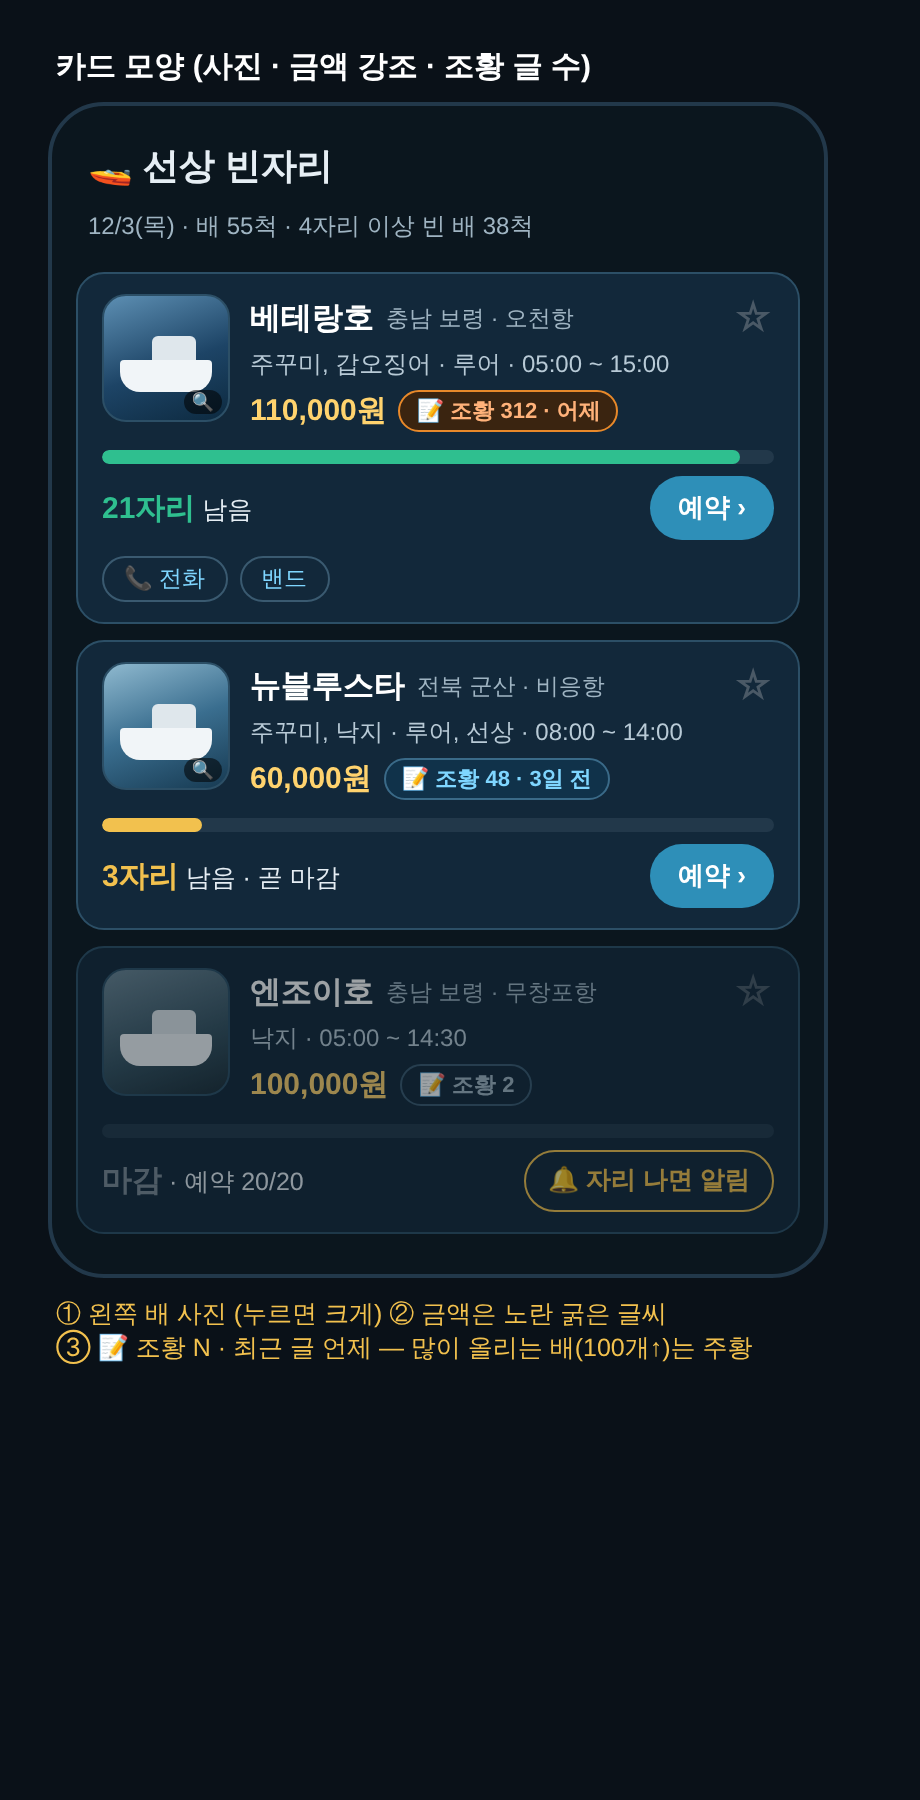 카드 모양 (사진 · 금액 강조 · 조황 글 수)
🚤 선상 빈자리
12/3(목) · 배 55척 · 4자리 이상 빈 배 38척
베테랑호 충남 보령 · 오천항 ☆
주꾸미, 갑오징어 · 루어 · 05:00 ~ 15:00
110,000원 📝 조황 312 · 어제
21자리 남음 예약 ›
📞 전화 밴드
뉴블루스타 전북 군산 · 비응항 ☆
주꾸미, 낙지 · 루어, 선상 · 08:00 ~ 14:00
60,000원 📝 조황 48 · 3일 전
3자리 남음 · 곧 마감 예약 ›
엔조이호 충남 보령 · 무창포항 ☆
낙지 · 05:00 ~ 14:30
100,000원 📝 조황 2
마감 · 예약 20/20 🔔 자리 나면 알림
① 왼쪽 배 사진 (누르면 크게) ② 금액은 노란 굵은 글씨
③ 📝 조황 N · 최근 글 언제 — 많이 올리는 배(100개↑)는 주황